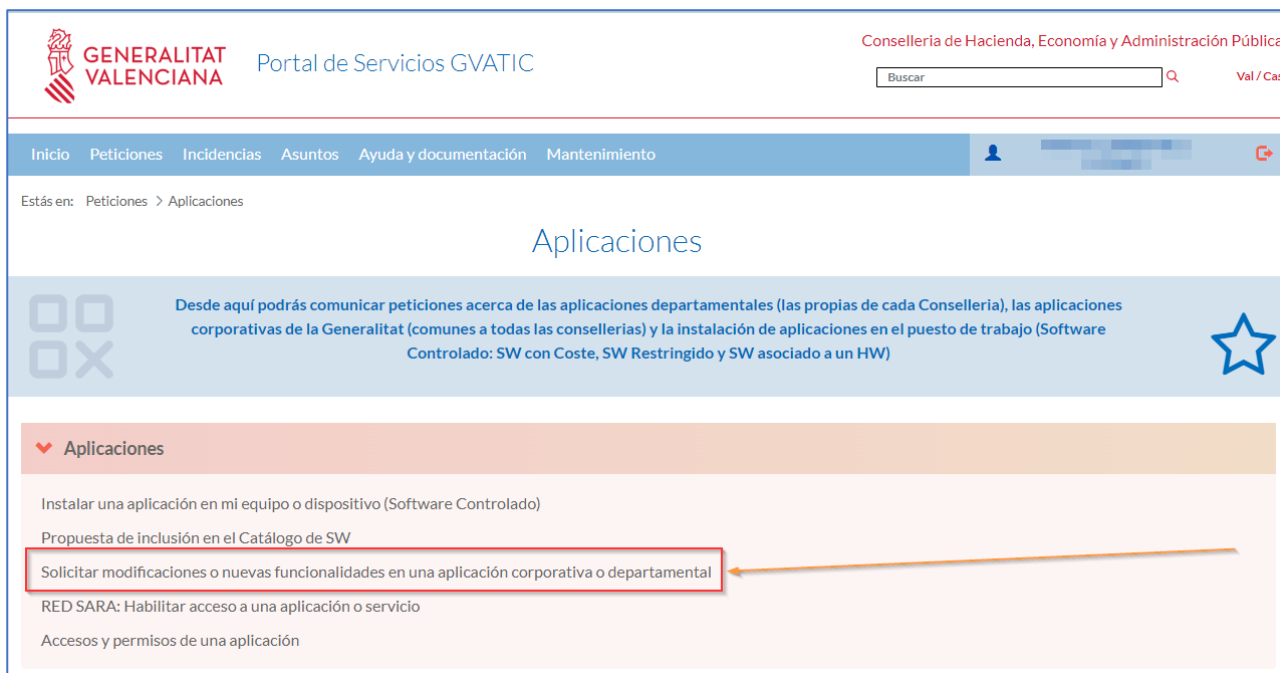 GENERALITAT
VALENCIANA
Portal de Servicios GVATIC
Conselleria de Hacienda, Economía y Administración Pública
Buscar
Val / Cas
Inicio Peticiones Incidencias Asuntos Ayuda y documentación Mantenimiento
Estás en: Peticiones > Aplicaciones
Aplicaciones
Desde aquí podrás comunicar peticiones acerca de las aplicaciones departamentales (las propias de cada Conselleria), las aplicaciones
corporativas de la Generalitat (comunes a todas las consellerias) y la instalación de aplicaciones en el puesto de trabajo (Software
Controlado: SW con Coste, SW Restringido y SW asociado a un HW)
Aplicaciones
Instalar una aplicación en mi equipo o dispositivo (Software Controlado)
Propuesta de inclusión en el Catálogo de SW
Solicitar modificaciones o nuevas funcionalidades en una aplicación corporativa o departamental
RED SARA: Habilitar acceso a una aplicación o servicio
Accesos y permisos de una aplicación